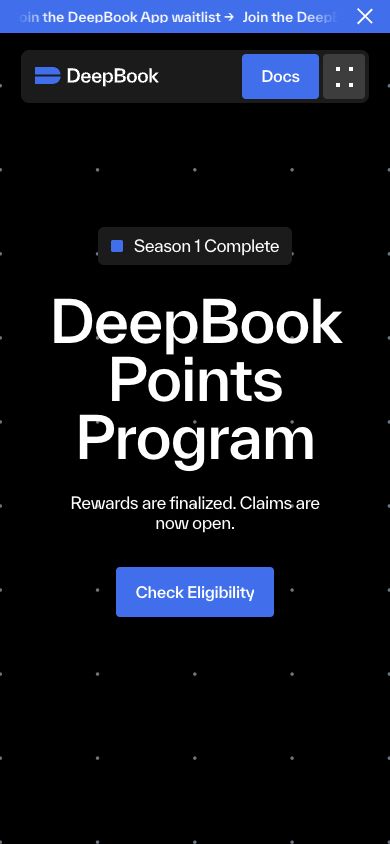 in the DeepBook App waitlist → Join the Deep
DeepBook
Docs
Season 1 Complete
DeepBook
Points
Program
Rewards are finalized. Claims are
now open.
Check Eligibility